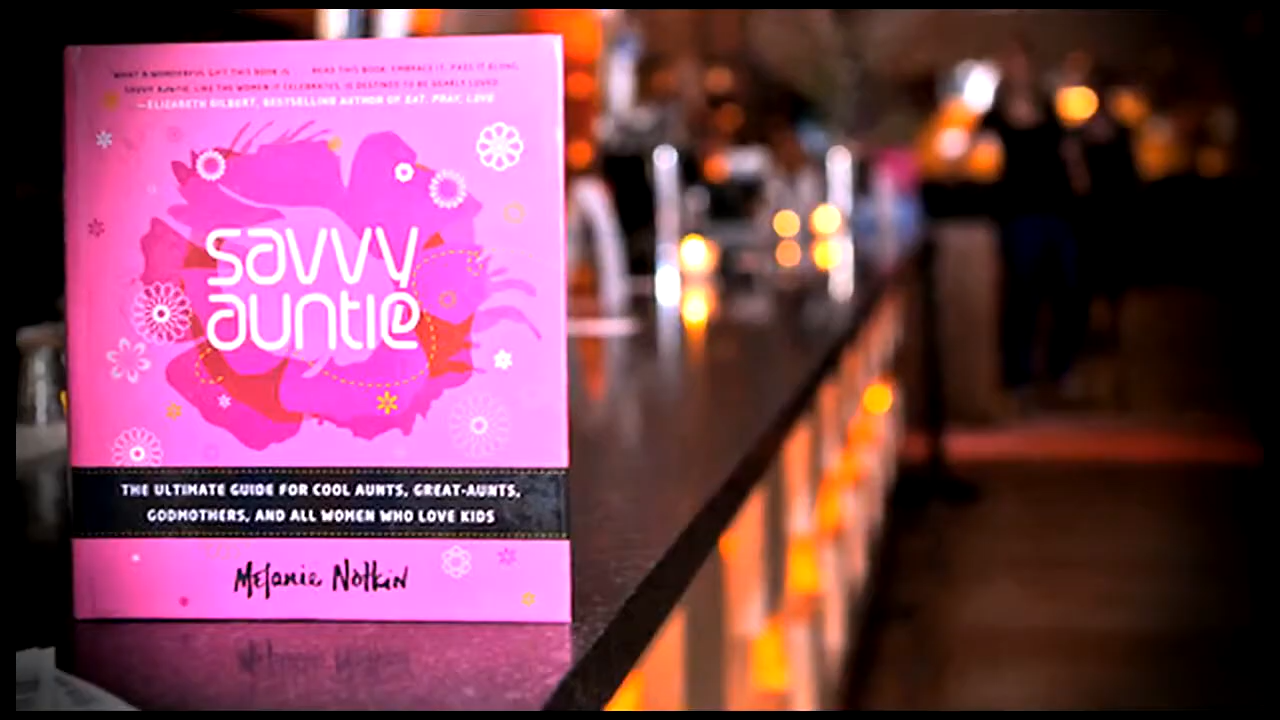 "WHAT A WONDERFUL GIFT THIS BOOK IS . . . READ THIS BOOK. EMBRACE IT. PASS IT ALONG.
SAVVY AUNTIE, LIKE THE WOMEN IT CELEBRATES, IS DESTINED TO BE DEARLY LOVED."
—ELIZABETH GILBERT, BESTSELLING AUTHOR OF EAT, PRAY, LOVE
savvy
auntie
THE ULTIMATE GUIDE FOR COOL AUNTS, GREAT-AUNTS,
GODMOTHERS, AND ALL WOMEN WHO LOVE KIDS
Melanie Notkin